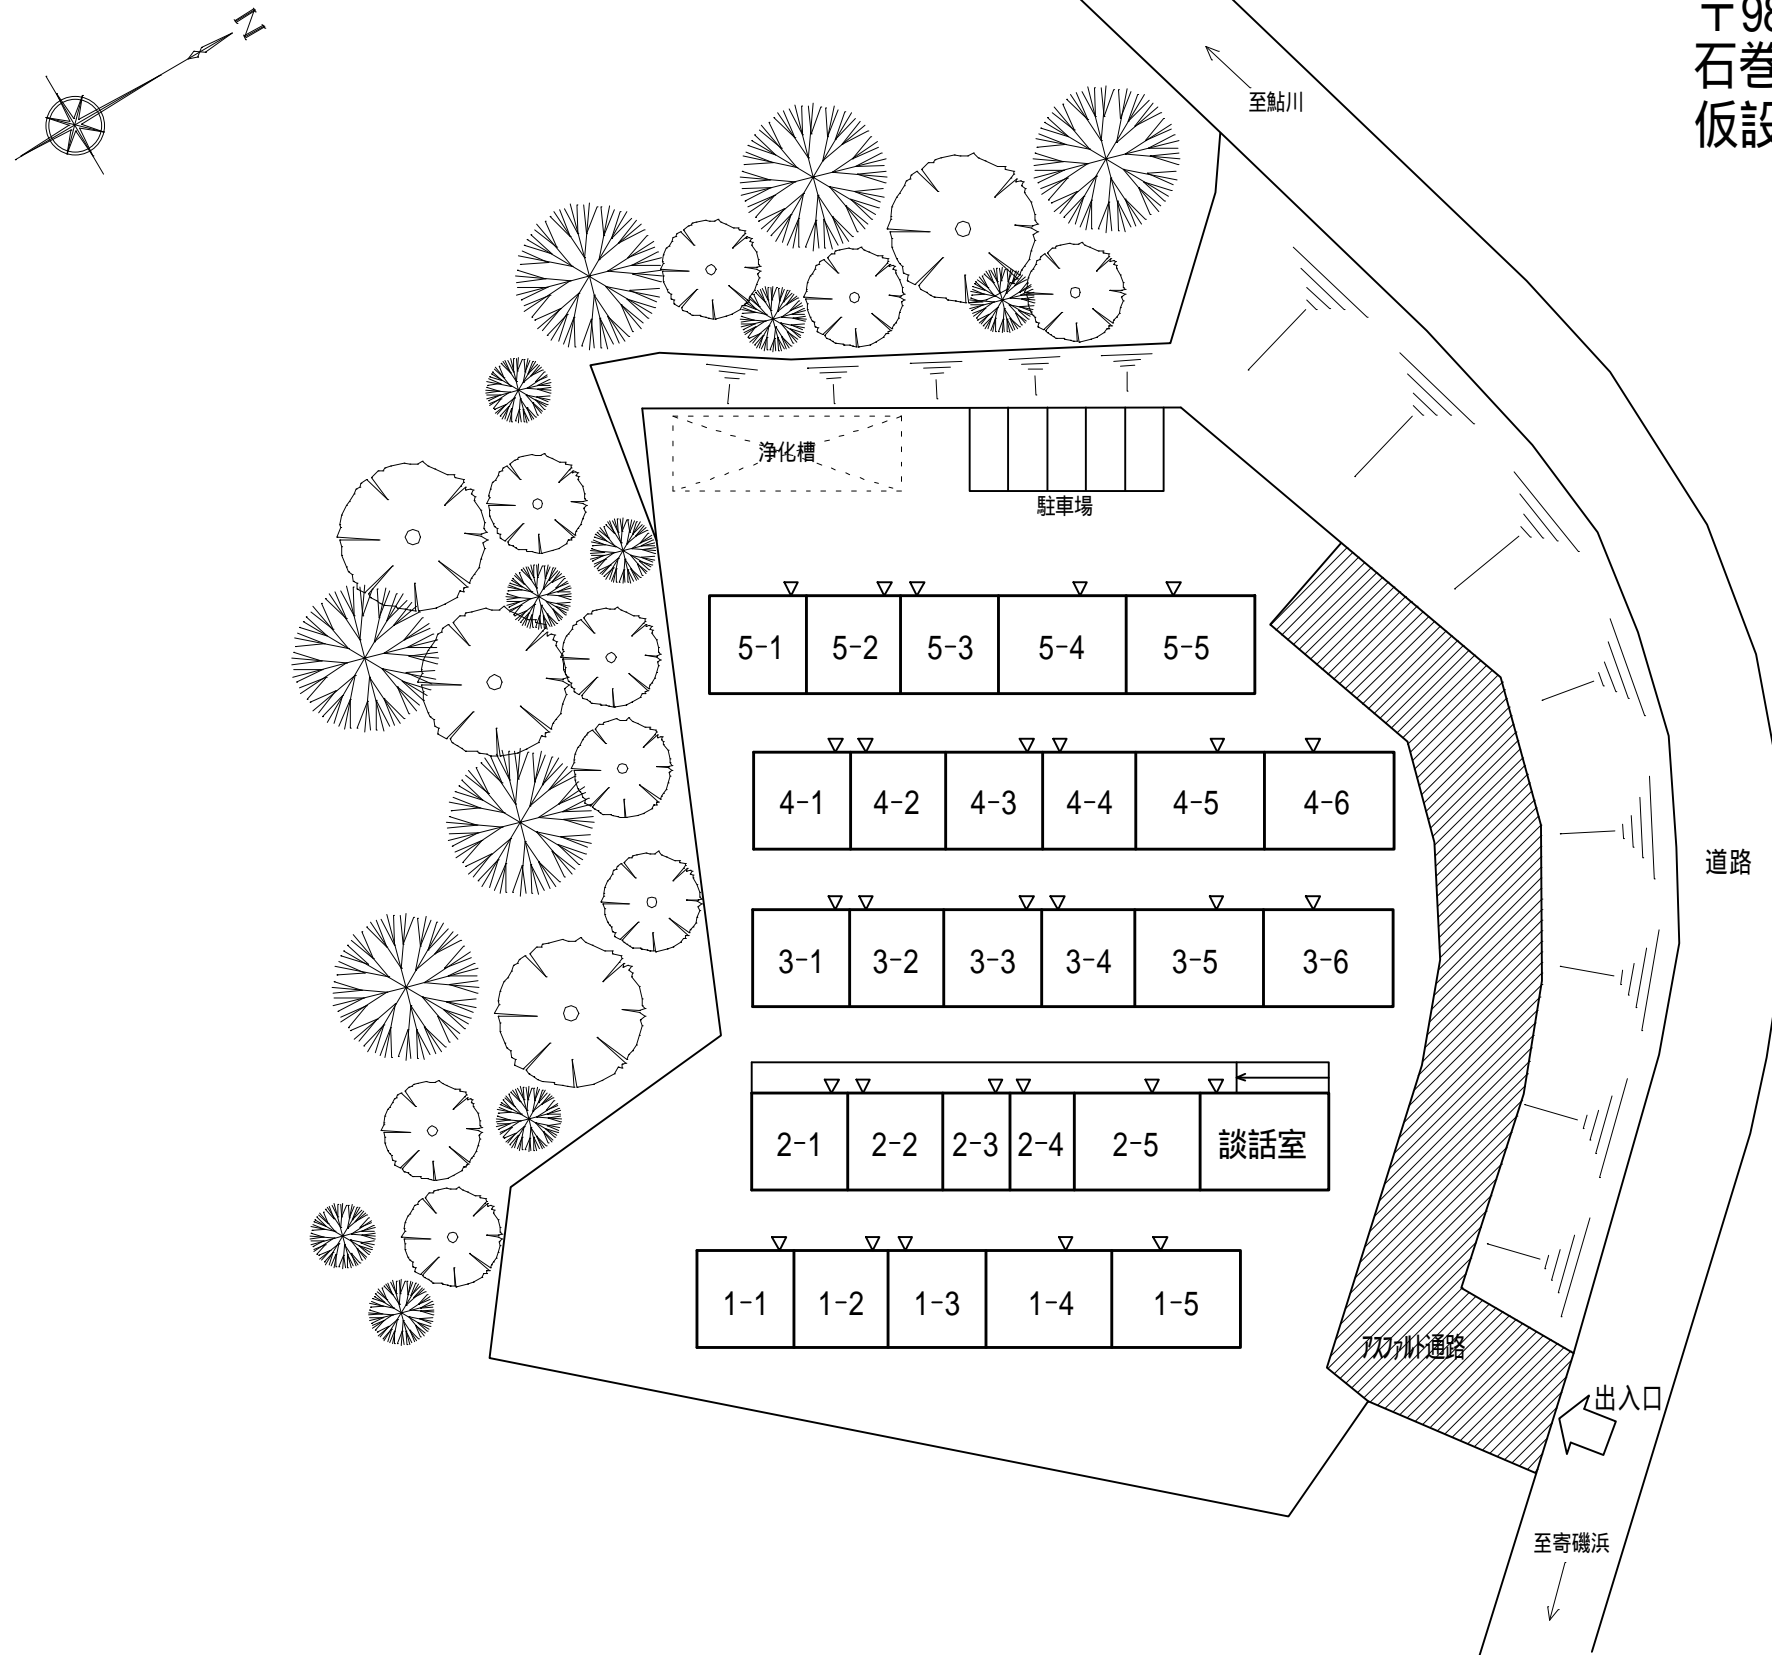 N
〒98
石巻
仮設
至鮎川
浄化槽
駐車場
5-1 5-2 5-3 5-4 5-5
4-1 4-2 4-3 4-4 4-5 4-6
道路
3-1 3-2 3-3 3-4 3-5 3-6
2-1 2-2 2-3 2-4 2-5 談話室
1-1 1-2 1-3 1-4 1-5
アスファルト通路
出入口
至寄磯浜